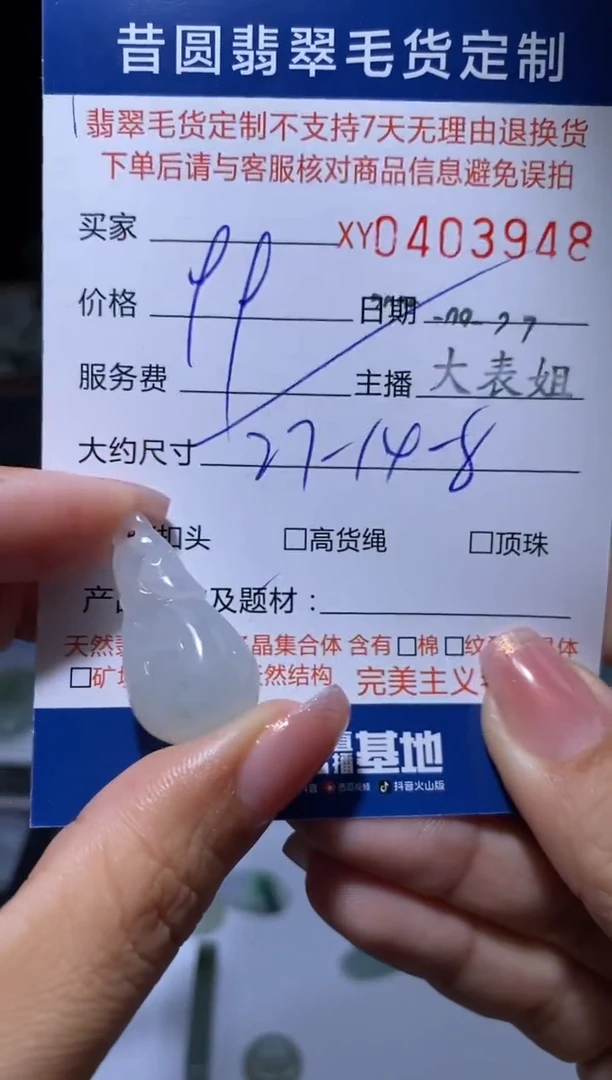 昔圆翡翠毛货定制
翡翠毛货定制不支持7天无理由退换货
下单后请与客服核对商品信息避免误拍
买家 XY0403948
价格 日期
服务费 主播 大表姐
大约尺寸 27-14-8
扣头 □高货绳 □顶珠
及题材：
天然 晶集合体 含有 □棉 □纹 体
□矿 然结构 完美主义
播 基地
抖音火山版